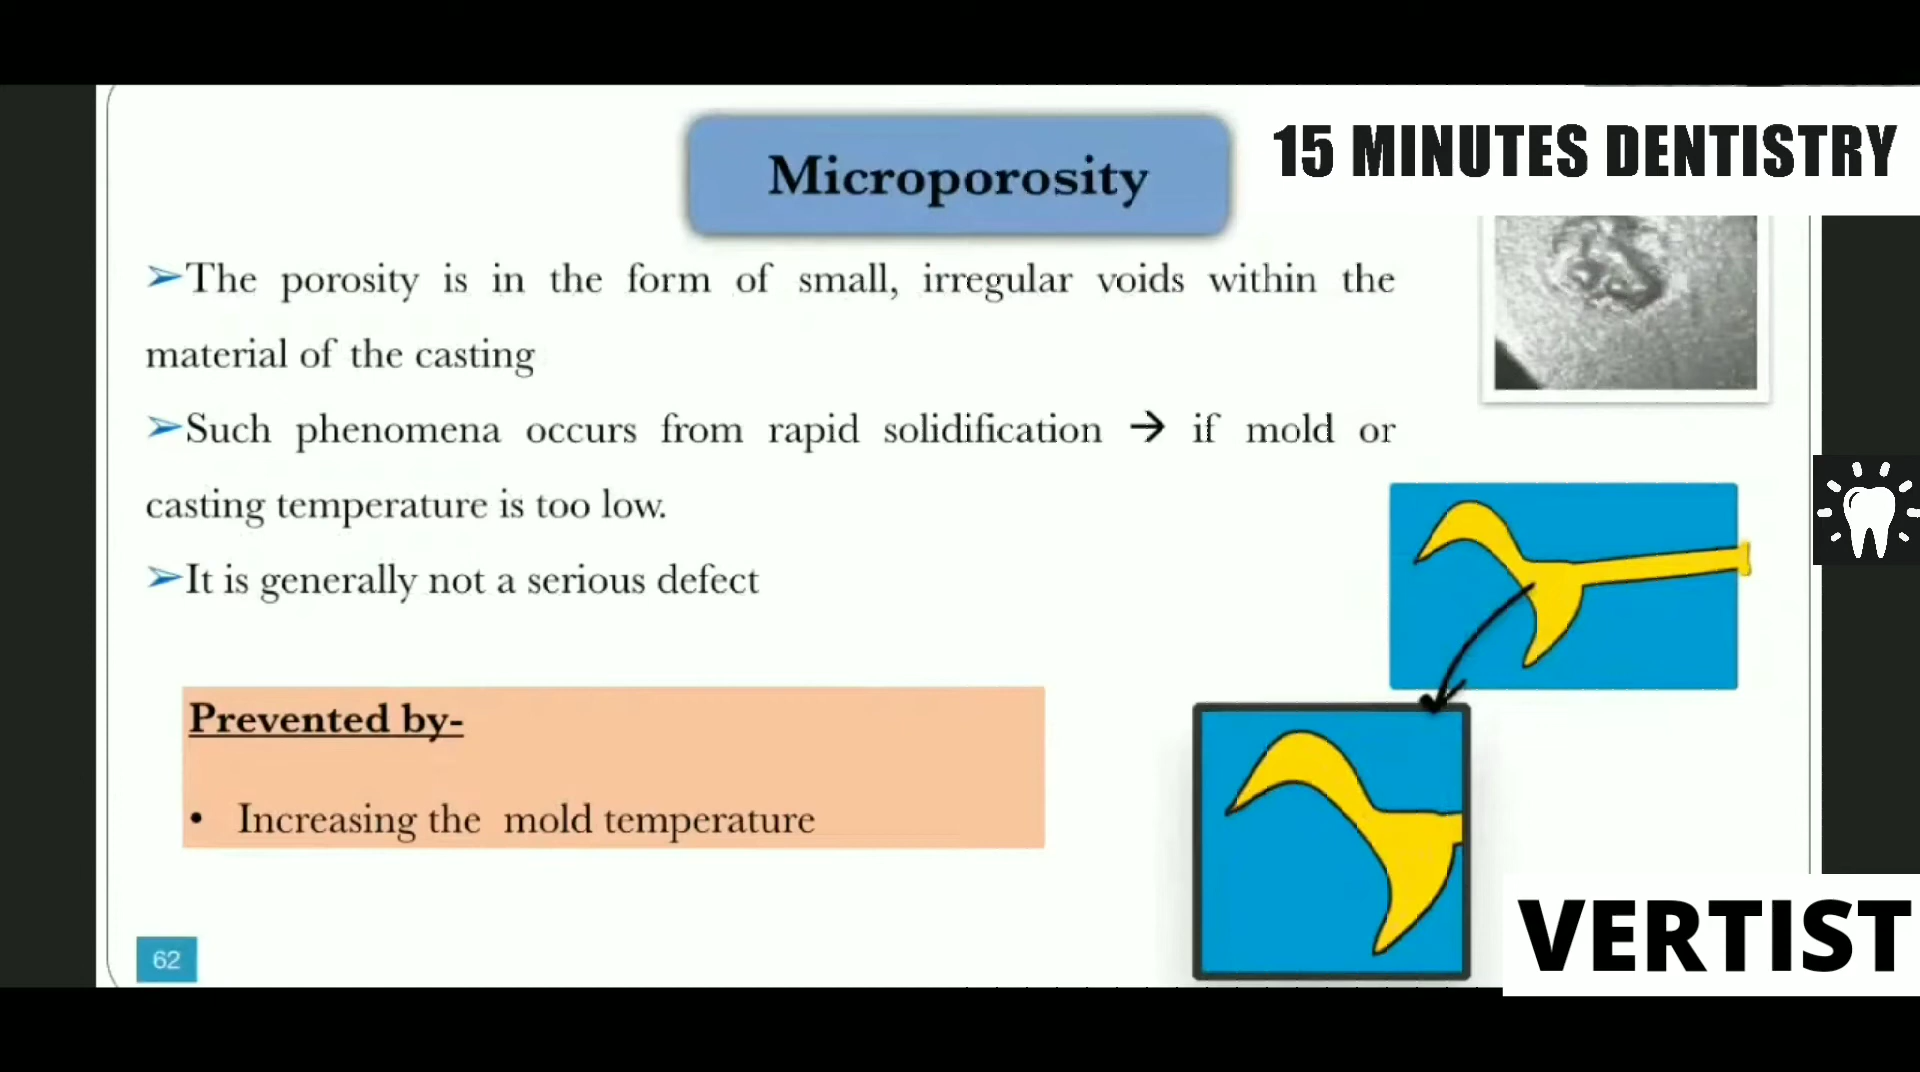 Microporosity
15 MINUTES DENTISTRY
➢The porosity is in the form of small, irregular voids within the
material of the casting
➢Such phenomena occurs from rapid solidification → if mold or
casting temperature is too low.
➢It is generally not a serious defect
Prevented by-
• Increasing the mold temperature
62
VERTIST